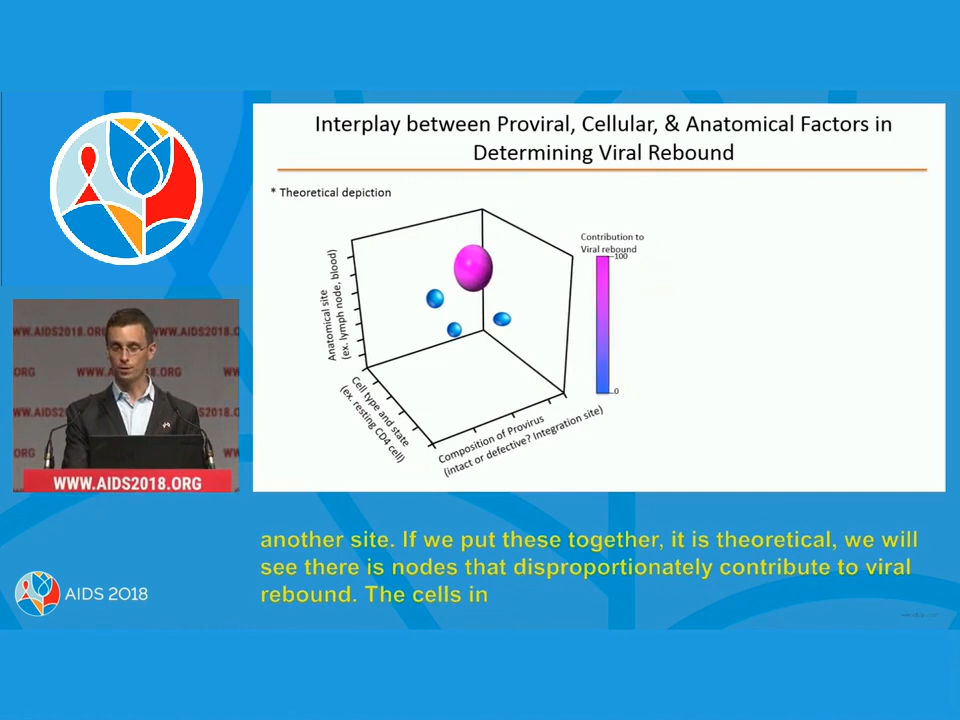 Interplay between Proviral, Cellular, & Anatomical Factors in
Determining Viral Rebound
* Theoretical depiction
Contribution to
Viral rebound
100
0
Anatomical site
(ex. lymph node, blood)
Cell type and state
(ex. resting CD4 cell)
Composition of Provirus
(intact or defective? Integration site)
WWW.AIDS2018.ORG
WWW.AIDS2018.ORG
another site. If we put these together, it is theoretical, we will
see there is nodes that disproportionately contribute to viral
rebound. The cells in
AIDS 2018